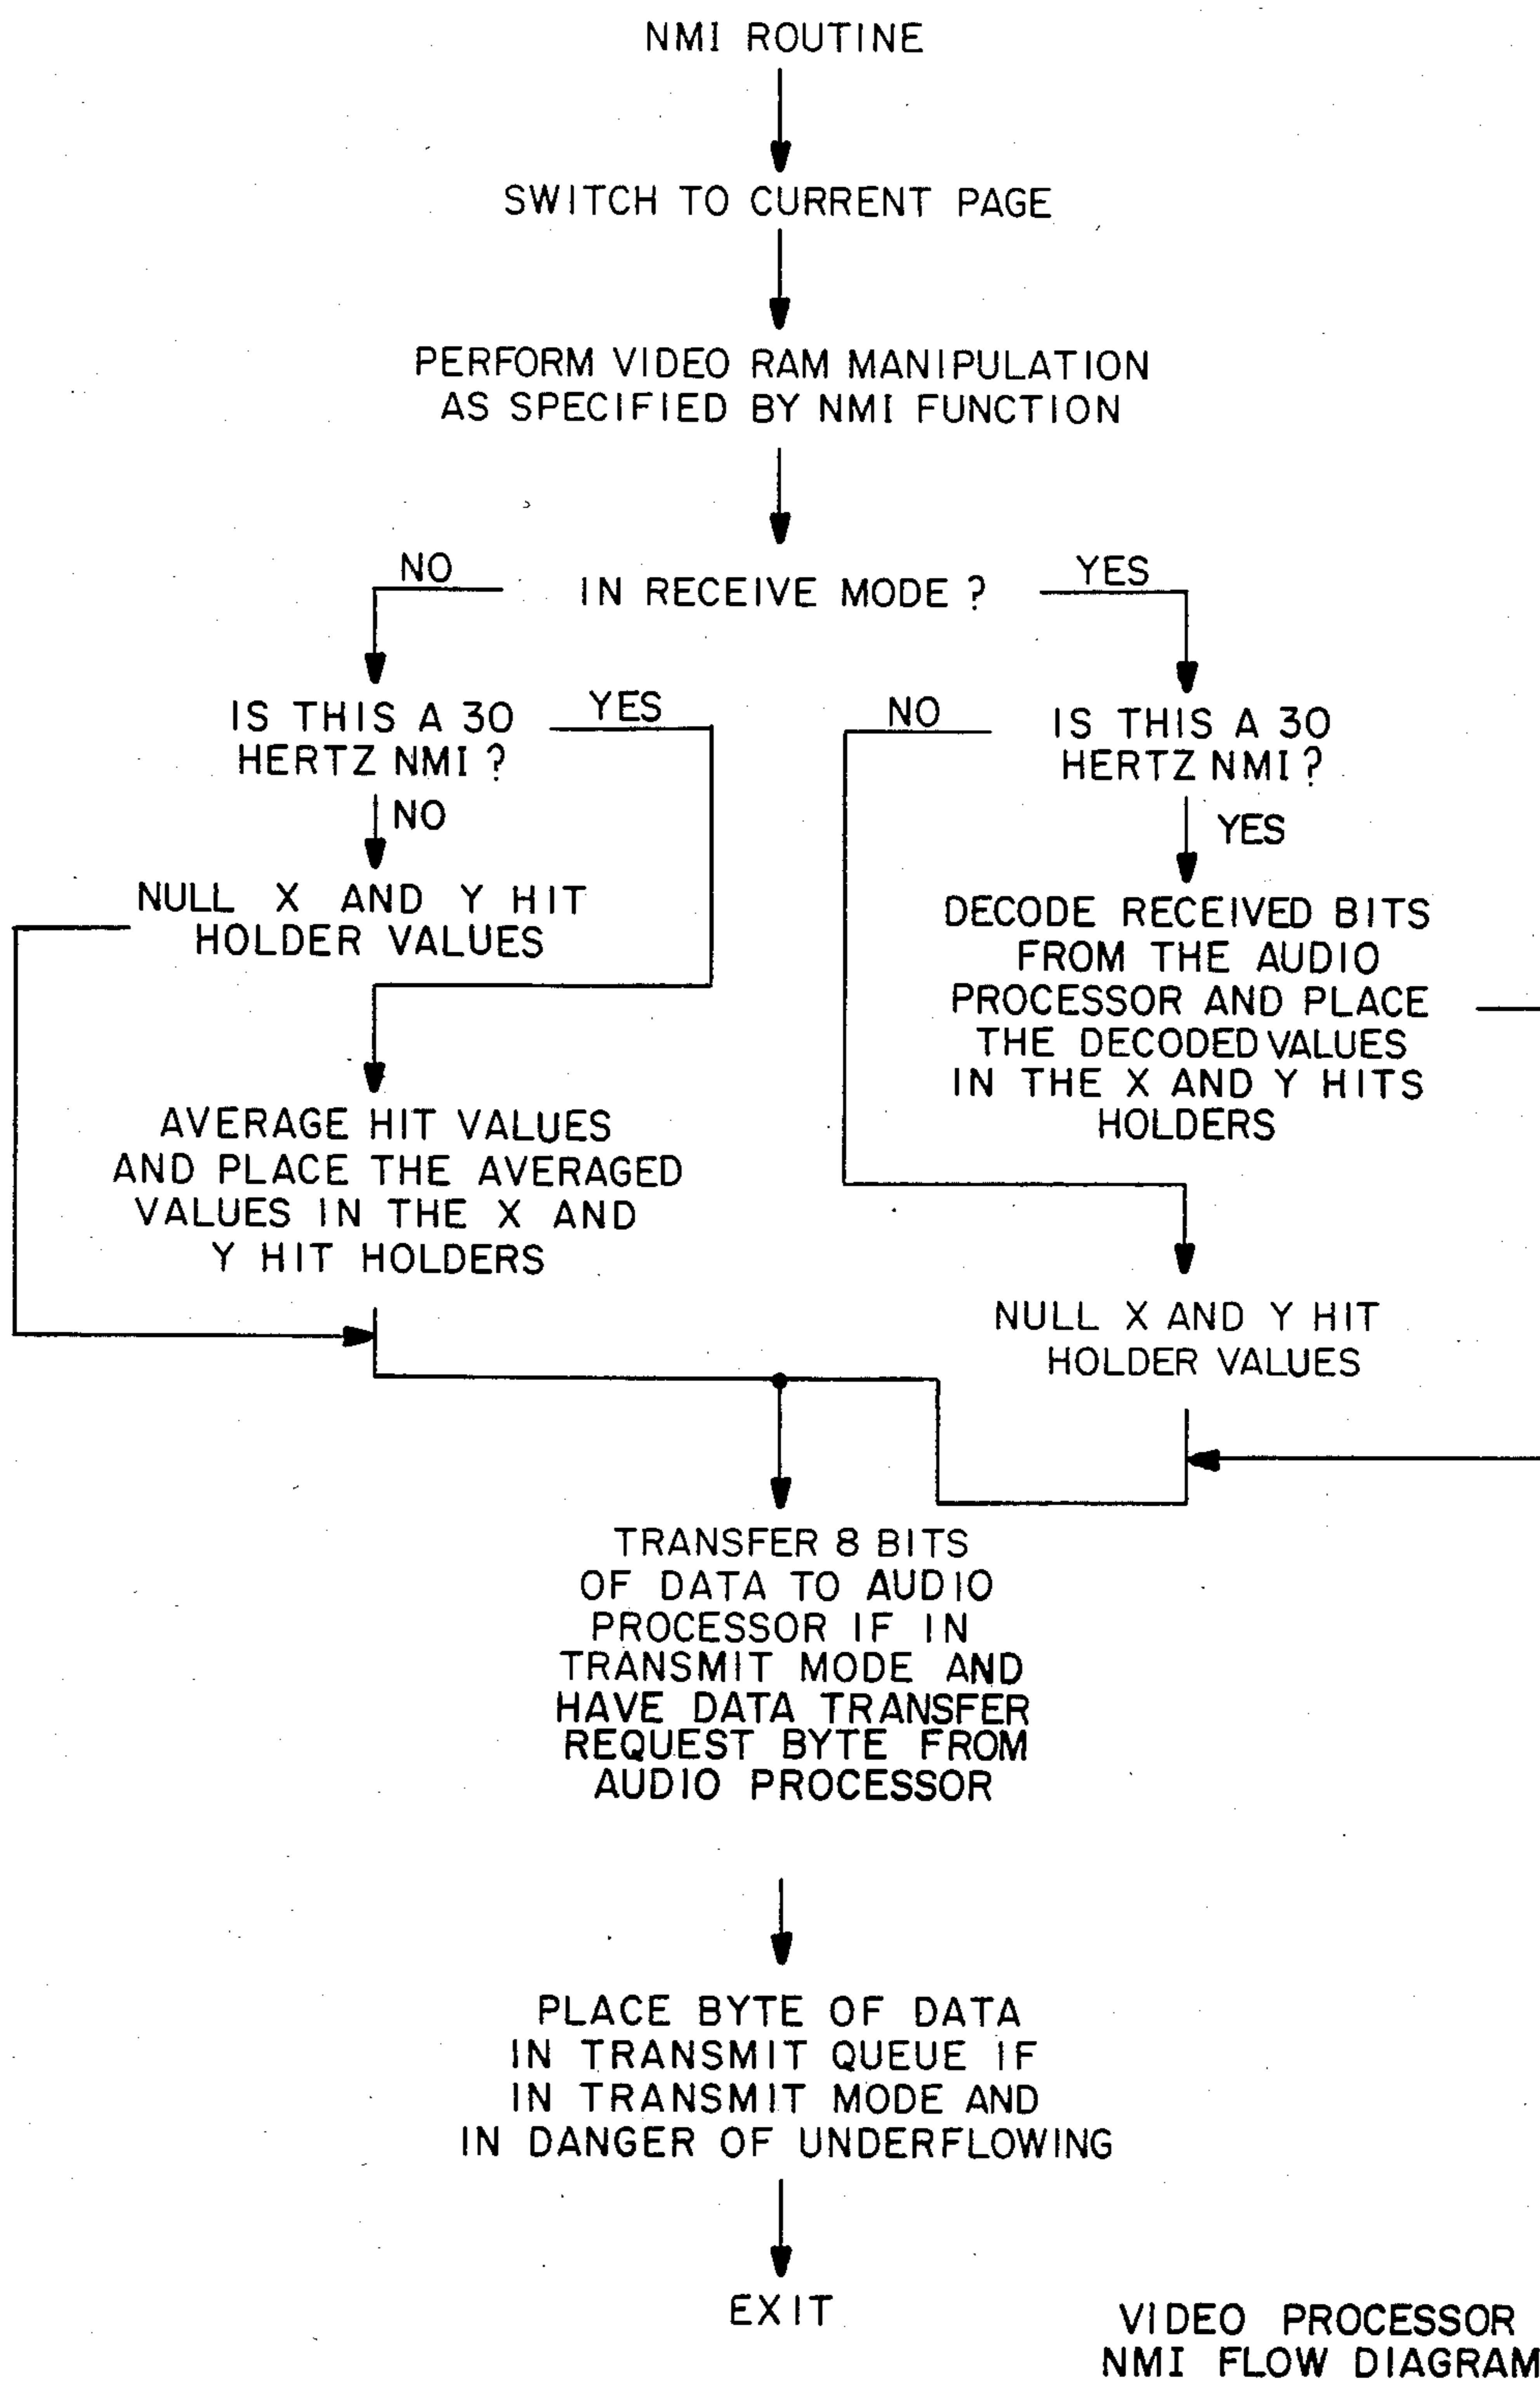 NMI ROUTINE
SWITCH TO CURRENT PAGE
PERFORM VIDEO RAM MANIPULATION
AS SPECIFIED BY NMI FUNCTION
NO
IN RECEIVE MODE ?
YES
IS THIS A 30
HERTZ NMI ?
YES
NO
NULL X AND Y HIT
HOLDER VALUES
AVERAGE HIT VALUES
AND PLACE THE AVERAGED
VALUES IN THE X AND
Y HIT HOLDERS
NO
IS THIS A 30
HERTZ NMI ?
YES
DECODE RECEIVED BITS
FROM THE AUDIO
PROCESSOR AND PLACE
THE DECODED VALUES
IN THE X AND Y HITS
HOLDERS
NULL X AND Y HIT
HOLDER VALUES
TRANSFER 8 BITS
OF DATA TO AUDIO
PROCESSOR IF IN
TRANSMIT MODE AND
HAVE DATA TRANSFER
REQUEST BYTE FROM
AUDIO PROCESSOR
PLACE BYTE OF DATA
IN TRANSMIT QUEUE IF
IN TRANSMIT MODE AND
IN DANGER OF UNDERFLOWING
EXIT
VIDEO PROCESSOR
NMI FLOW DIAGRAM